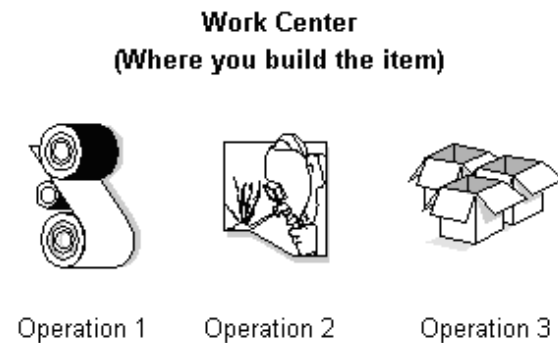 Work Center
(Where you build the item)
Operation 1 Operation 2 Operation 3